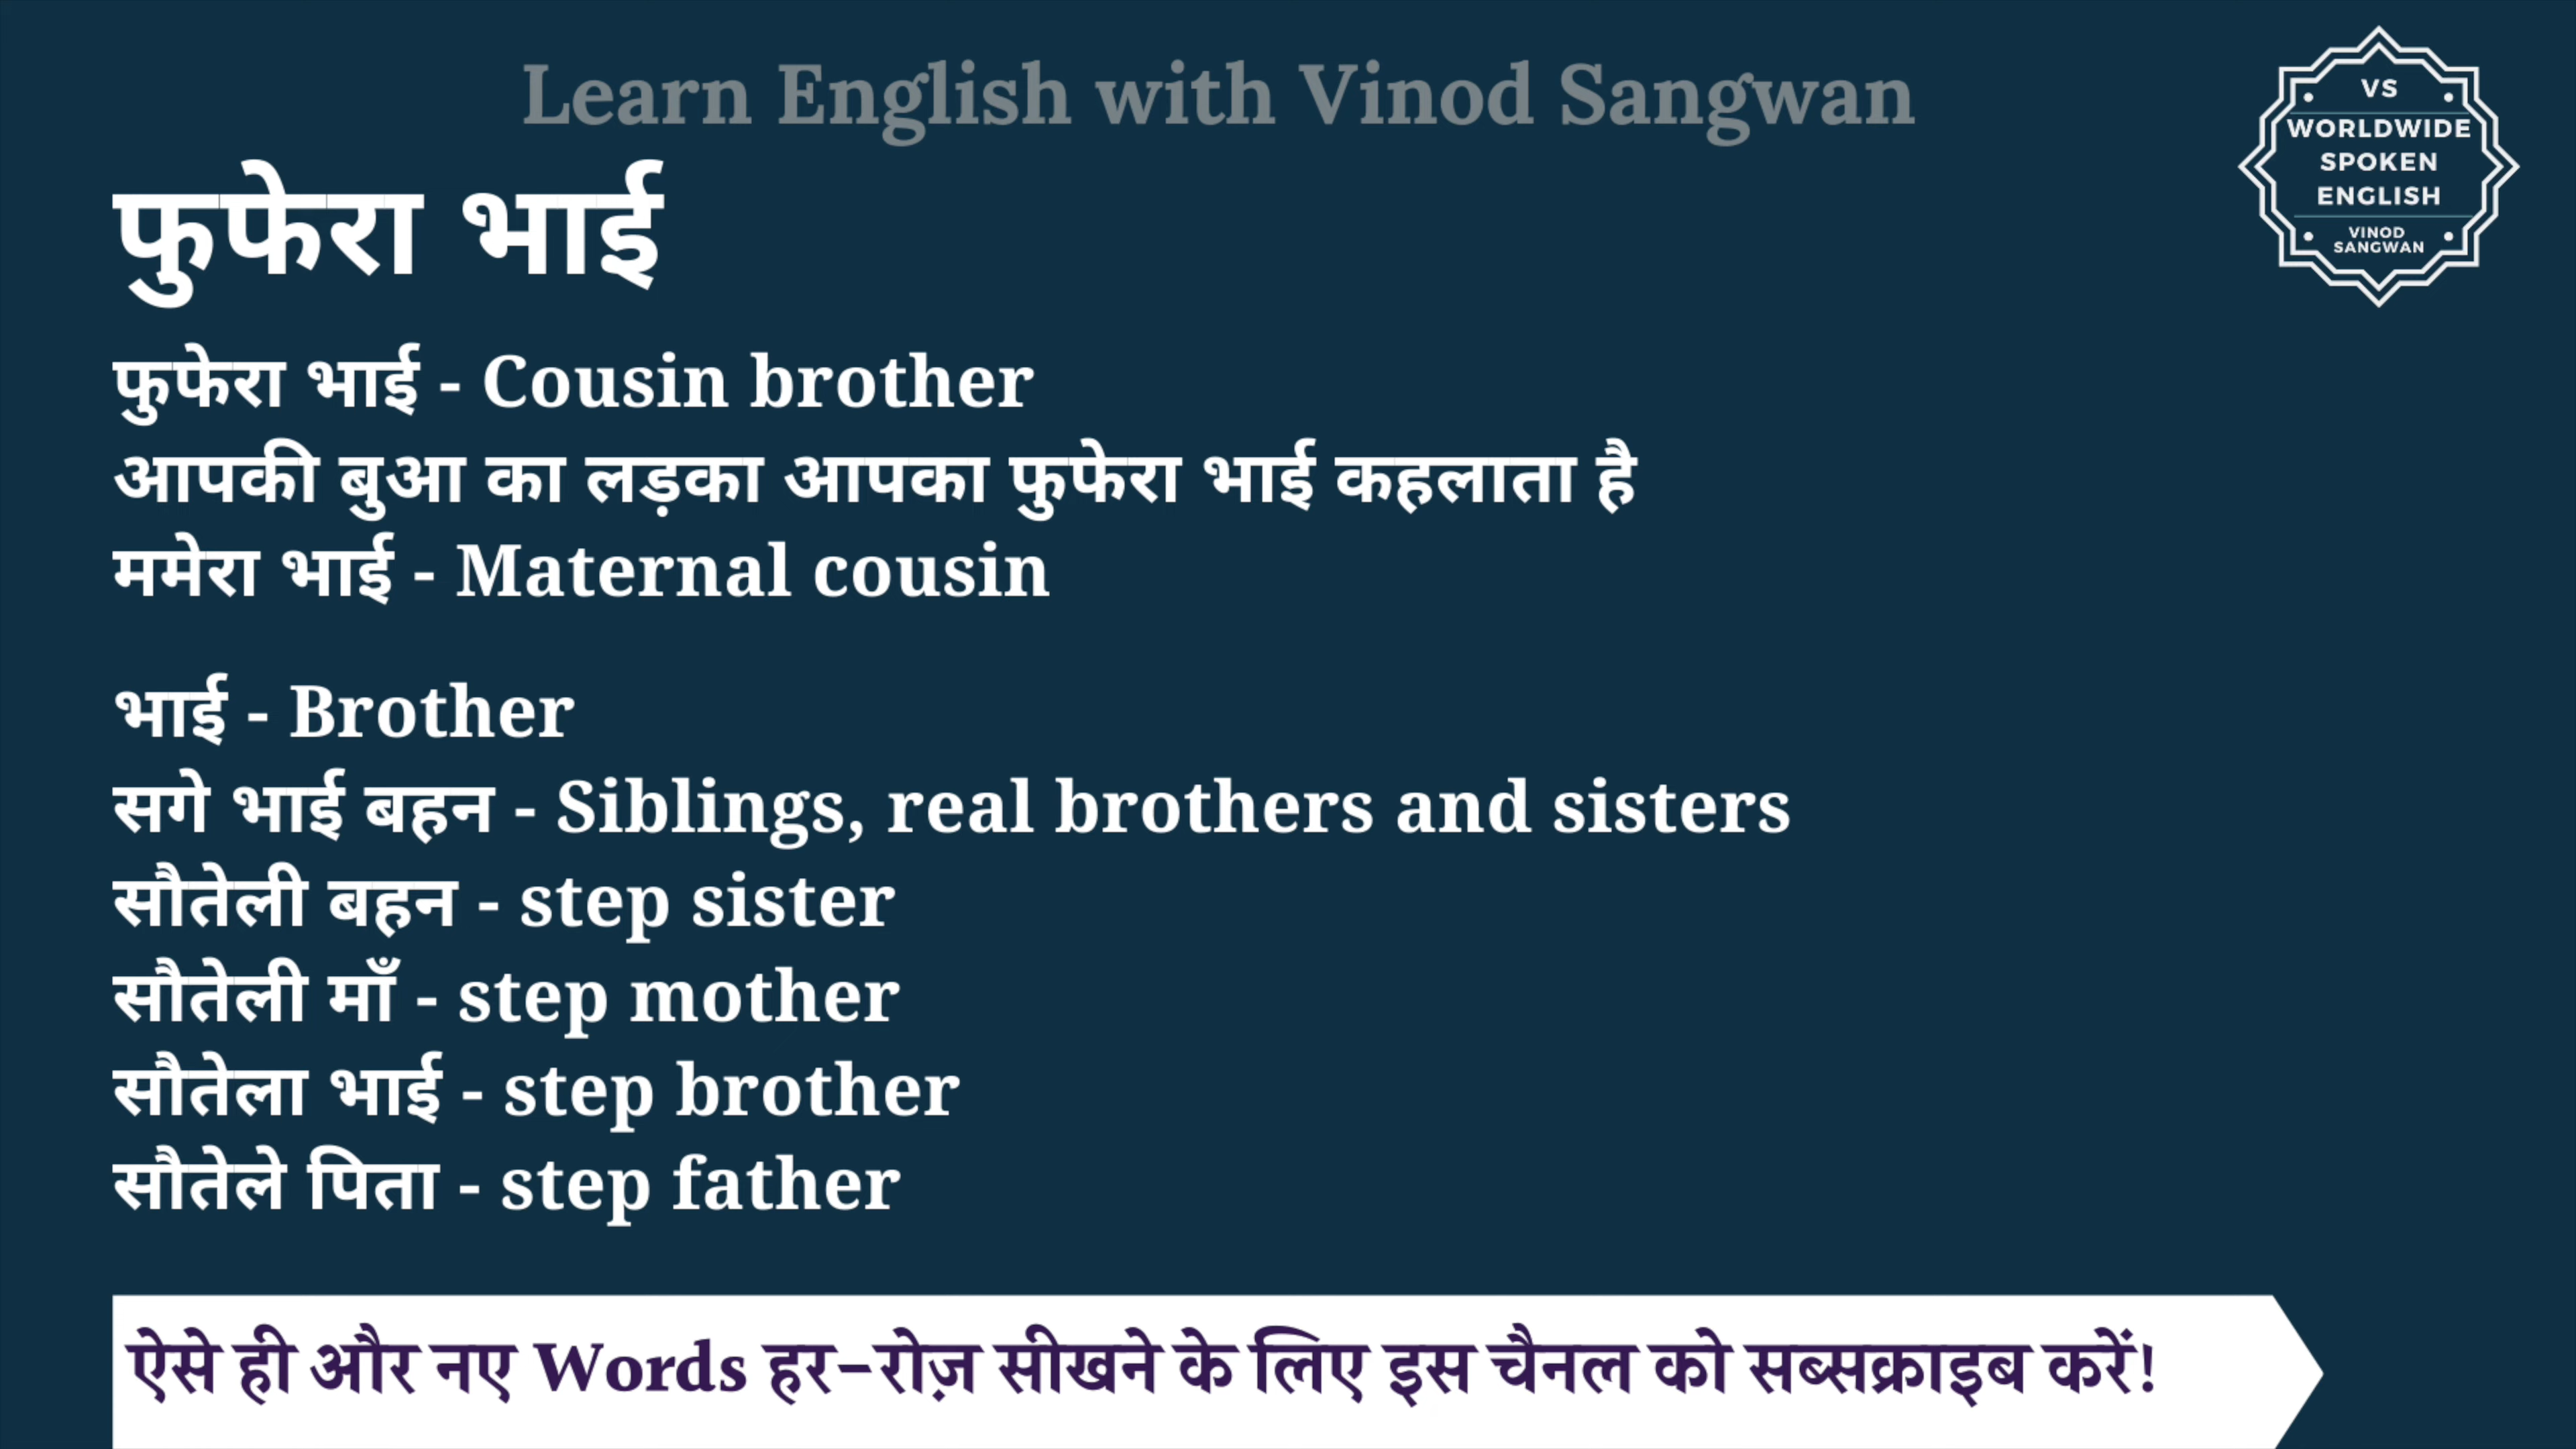 Learn English with Vinod Sangwan
VS
WORLDWIDE
SPOKEN
ENGLISH
VINOD
SANGWAN
फुफेरा भाई
फुफेरा भाई - Cousin brother
आपकी बुआ का लड़का आपका फुफेरा भाई कहलाता है
ममेरा भाई - Maternal cousin
भाई - Brother
सगे भाई बहन - Siblings, real brothers and sisters
सौतेली बहन - step sister
सौतेली माँ - step mother
सौतेला भाई - step brother
सौतेले पिता - step father
ऐसे ही और नए Words हर-रोज़ सीखने के लिए इस चैनल को सब्सक्राइब करें!